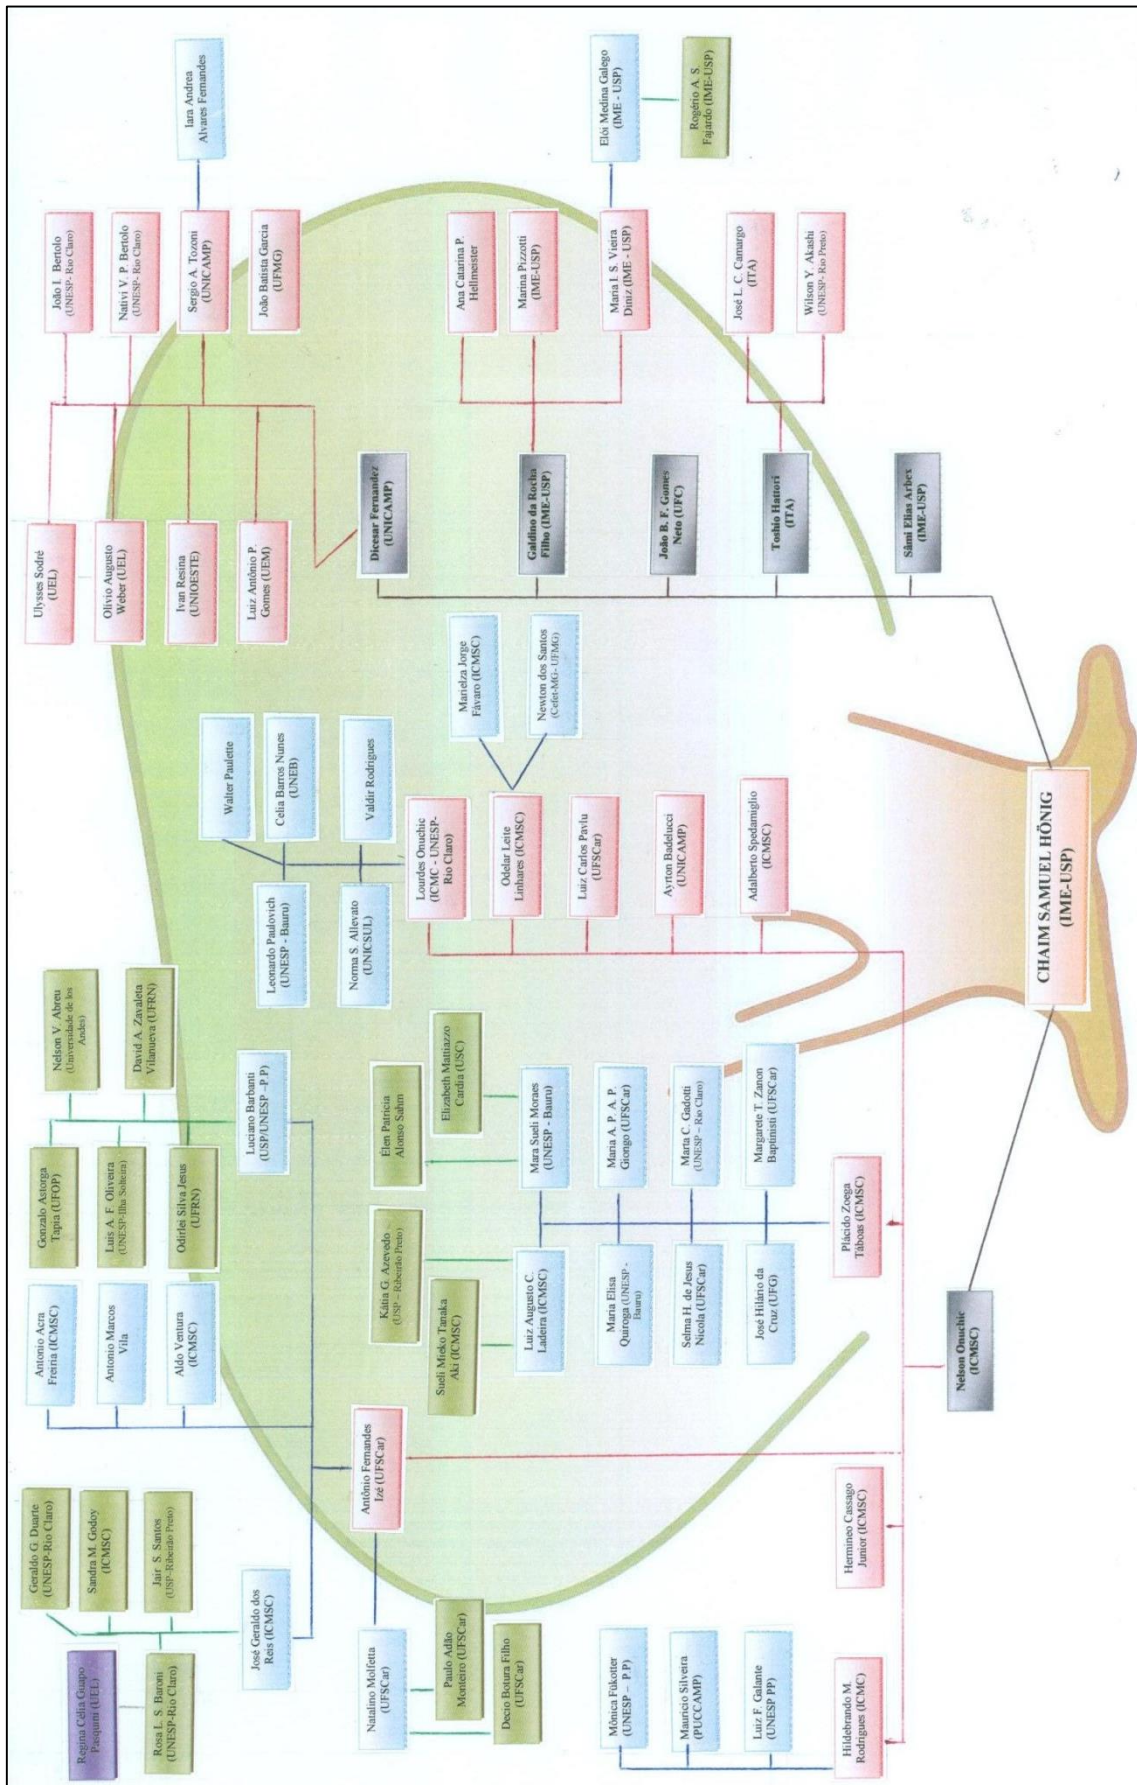 Regina Célia Guapo
Pasquini (UEL)
Geraldo G. Duarte
(UNESP-Rio Claro)
Sandra M. Godoy
(ICMSC)
Jair S. Santos
(USP-Ribeirão Preto)
Rosa L. S. Baroni
(UNESP-Rio Claro)
José Geraldo dos
Reis (ICMSC)
Antonio Acra
Freiria (ICMSC)
Antonio Marcos
Vila
Aldo Ventura
(ICMSC)
Gonzalo Astorga
Tapia (UFOP)
Luis A. F. Oliveira
(UNESP-Ilha Solteira)
Odirlei Silva Jesus
(UFRN)
Nelson V. Abreu
(Universidade de los
Andes)
David A. Zavaleta
Vilanueva (UFRN)
Luciano Barbanti
(USP/UNESP –P.P)
Natalino Molfetta
(UFSCar)
Paulo Adão
Monteiro (UFSCar)
Decio Botura Filho
(UFSCar)
Antônio Fernandes
Izé (UFSCar)
Kátia G. Azevedo
(USP – Ribeirão Preto)
Sueli Mieko Tanaka
Aki (ICMSC)
Élen Patricia
Alonso Sahm
Elizabeth Mattiazzo
Cardia (USC)
Luiz Augusto C.
Ladeira (ICMSC)
Mara Sueli Moraes
(UNESP - Bauru)
Maria Elisa
Quiroga (UNESP -
Bauru)
Maria A. P. A. P.
Giongo (UFSCar)
Selma H. de Jesus
Nicola (UFSCar)
Marta C. Gadotti
(UNESP – Rio Claro)
José Hilário da
Cruz (UFG)
Margarete T. Zanon
Baptinisti (UFSCar)
Plácido Zoega
Táboas (ICMSC)
Leonardo Paulovich
(UNESP - Bauru)
Norma S. Allevato
(UNICSUL)
Walter Paulette
Celia Barros Nunes
(UNEB)
Valdir Rodrigues
Lourdes Onuchic
(ICMC - UNESP-
Rio Claro)
Odelar Leite
Linhares (ICMSC)
Marielza Jorge
Fávaro (ICMSC)
Newton dos Santos
(Cefet-MG- UFMG)
Luiz Carlos Pavlu
(UFSCar)
Ayrton Badelucci
(UNICAMP)
Adalberto Spedamiglio
(ICMSC)
Mônica Fukotter
(UNESP – P.P)
Mauricio Silveira
(PUCCAMP)
Luiz F. Galante
(UNESP PP)
Hildebrando M.
Rodrigues (ICMC)
Hermineo Cassago
Junior (ICMSC)
Nelson Onuchic
(ICMSC)
Ulysses Sodré
(UEL)
Olivio Augusto
Weber (UEL)
Ivan Resina
(UNIOESTE)
Luiz Antônio P.
Gomes (UEM)
João I. Bertolo
(UNESP- Rio Claro)
Nativi V. P. Bertolo
(UNESP- Rio Claro)
Sergio A. Tozoni
(UNICAMP)
João Batista Garcia
(UFMG)
Iara Andrea
Alvares Fernandes
Dicesar Fernandez
(UNICAMP)
Ana Catarina P.
Hellmeister
Marina Pizzotti
(IME-USP)
Maria I. S. Vieira
Diniz (IME - USP)
Elói Medina Galego
(IME - USP)
Rogério A. S.
Fajardo (IME-USP)
Galdino da Rocha
Filho (IME-USP)
João B. F. Gomes
Neto (UFC)
José L. C. Camargo
(ITA)
Wilson Y. Akashi
(UNESP- Rio Preto)
Toshio Hattori
(ITA)
Sâmi Elias Arbex
(IME-USP)
CHAIM SAMUEL HÖNIG
(IME-USP)